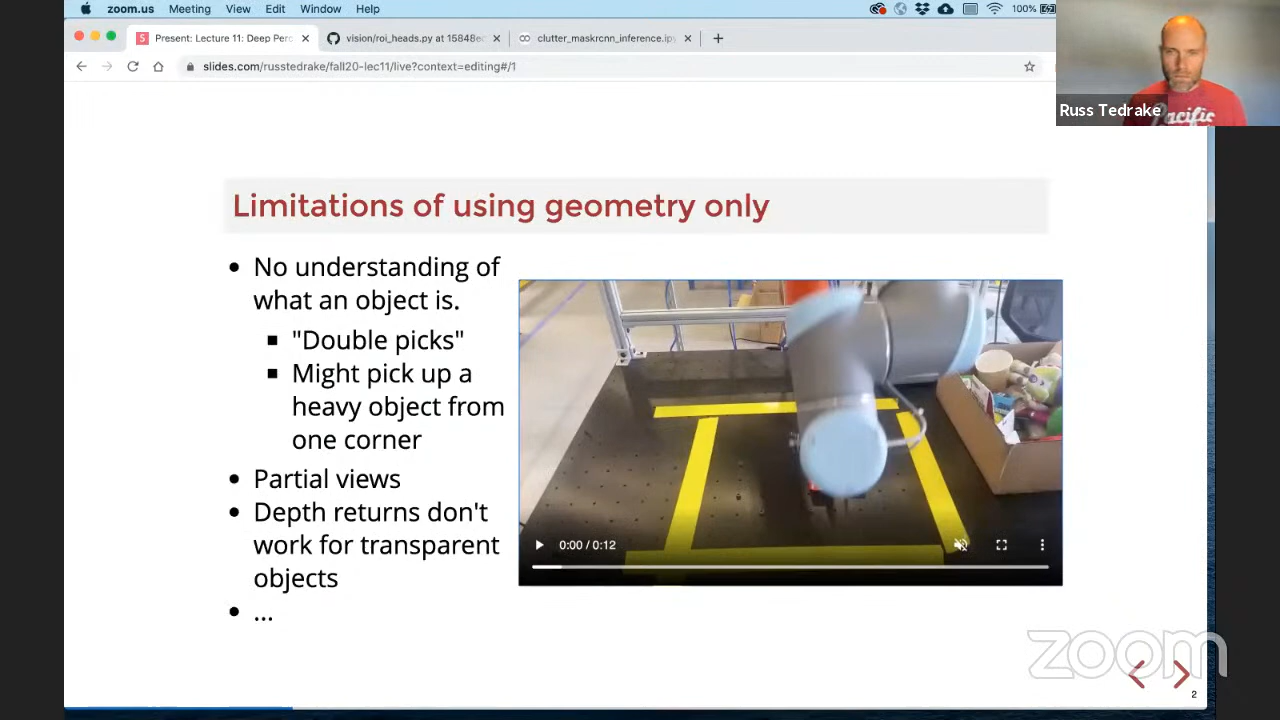 zoom.us Meeting View Edit Window Help 100%
Present: Lecture 11: Deep Perc
vision/roi_heads.py at 15848e
clutter_maskrcnn_inference.ip
slides.com/russtedrake/fall20-lec11/live?context=editing#/1
Russ Tedrake
Pacific
Limitations of using geometry only
No understanding of
what an object is.
"Double picks"
Might pick up a
heavy object from
one corner
Partial views
Depth returns don't
work for transparent
objects
...
0:00 / 0:12
zoom
2